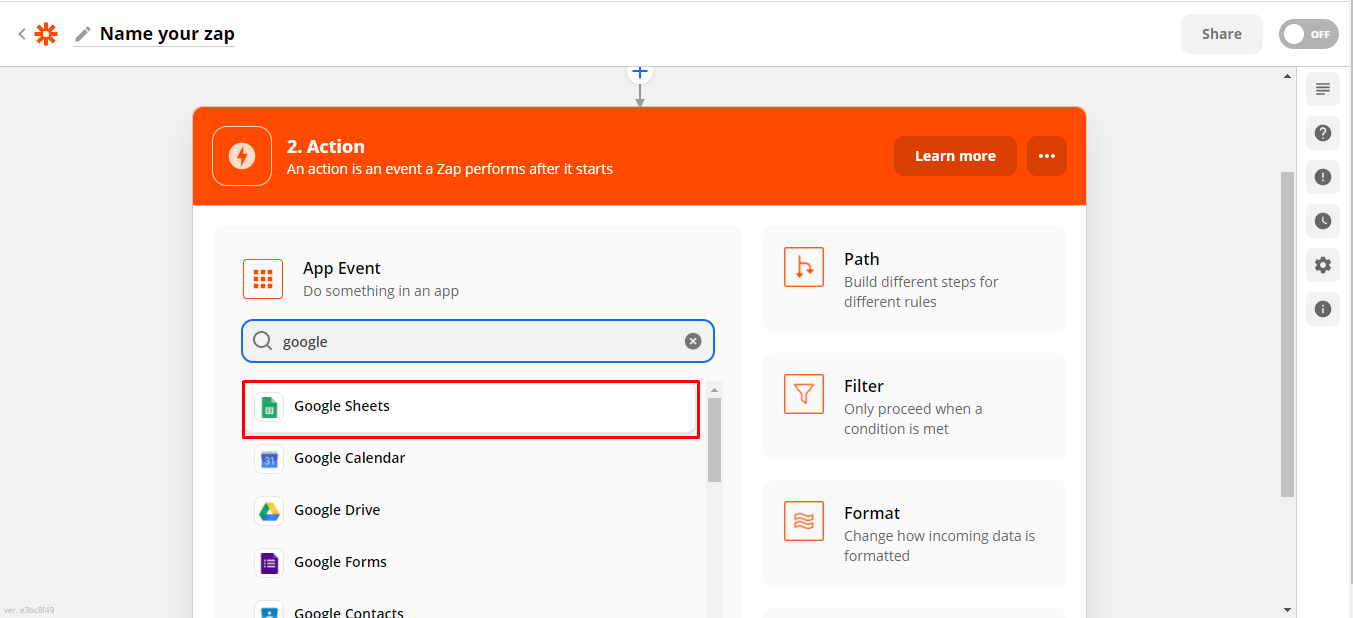 Name your zap
Share
OFF
2. Action
An action is an event a Zap performs after it starts
Learn more
App Event
Do something in an app
google
Google Sheets
31
Google Calendar
Google Drive
Google Forms
Google Contacts
Path
Build different steps for
different rules
Filter
Only proceed when a
condition is met
Format
Change how incoming data is
formatted
ver. e3bc8f49